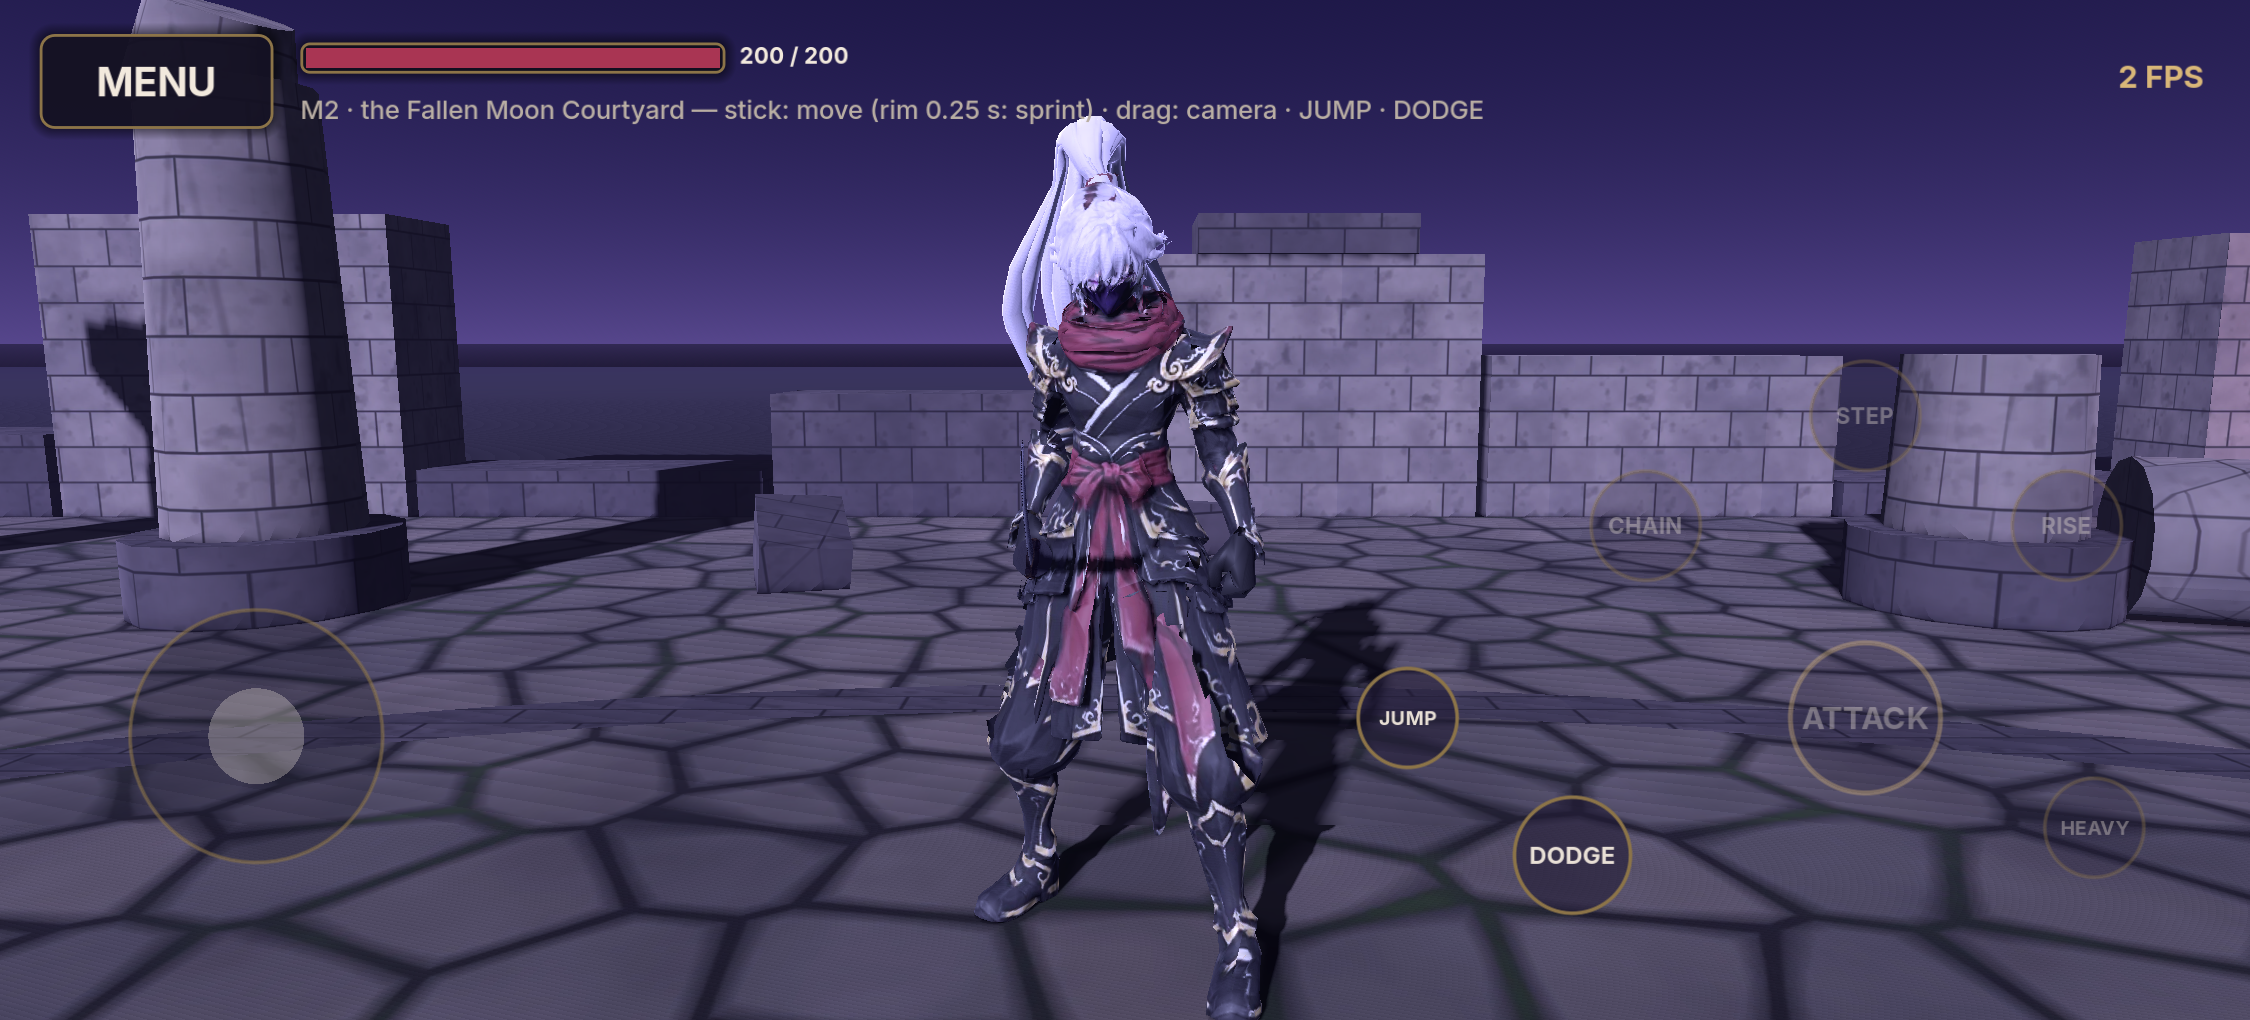 MENU
200 / 200
2 FPS
M2 · the Fallen Moon Courtyard — stick: move (rim 0.25 s: sprint) · drag: camera · JUMP · DODGE
STEP
CHAIN
RISE
JUMP
ATTACK
DODGE
HEAVY